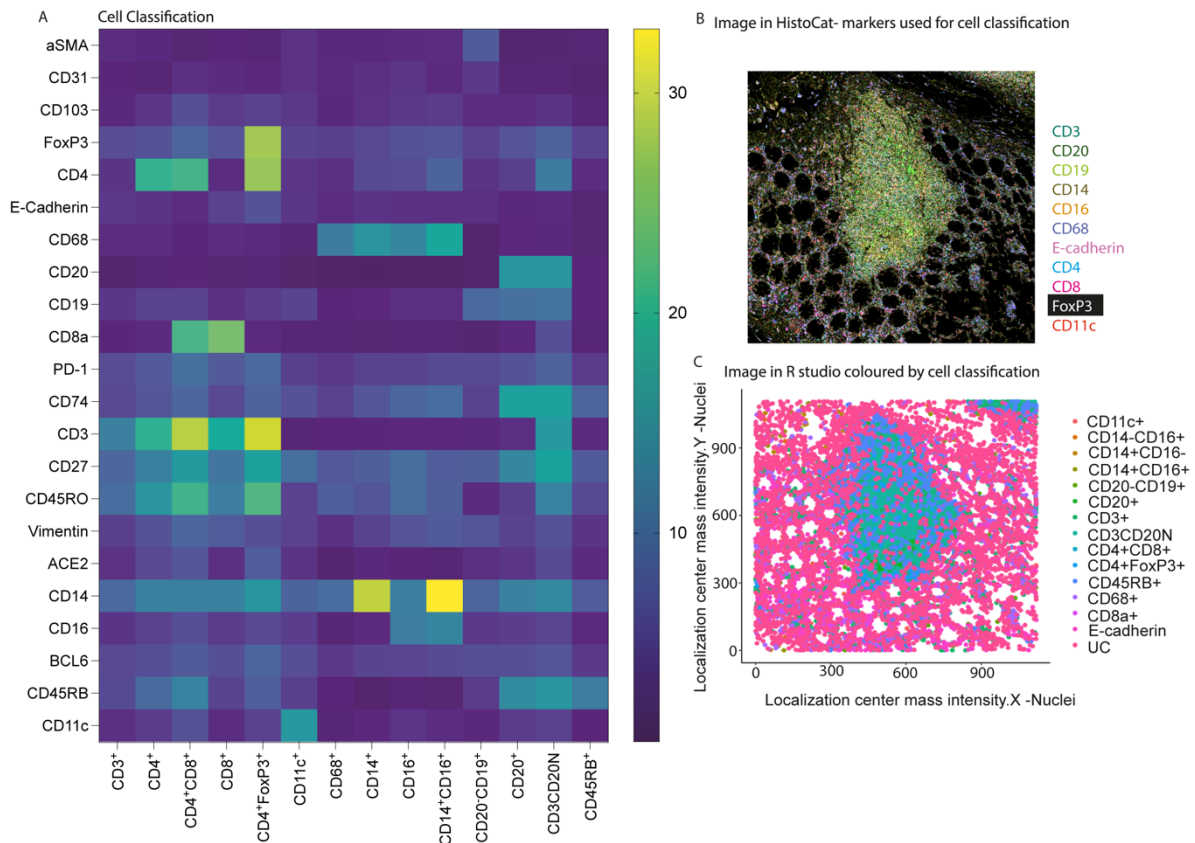 A
Cell Classification
aSMA
CD31
CD103
FoxP3
CD4
E-Cadherin
CD68
CD20
CD19
CD8a
PD-1
CD74
CD3
CD27
CD45RO
Vimentin
ACE2
CD14
CD16
BCL6
CD45RB
CD11c
CD3⁺
CD4⁺
CD4⁺CD8⁺
CD8⁺
CD4⁺FoxP3⁺
CD11c⁺
CD68⁺
CD14⁺
CD16⁺
CD14⁺CD16⁺
CD20⁻CD19⁺
CD20⁺
CD3CD20N
CD45RB⁺
30
20
10
B
Image in HistoCat- markers used for cell classification
CD3
CD20
CD19
CD14
CD16
CD68
E-cadherin
CD4
CD8
FoxP3
CD11c
C
Image in R studio coloured by cell classification
Localization center mass intensity.Y -Nuclei
900
600
300
0
0
300
600
900
Localization center mass intensity.X -Nuclei
CD11c+
CD14-CD16+
CD14+CD16-
CD14+CD16+
CD20-CD19+
CD20+
CD3+
CD3CD20N
CD4+CD8+
CD4+FoxP3+
CD45RB+
CD68+
CD8a+
E-cadherin
UC